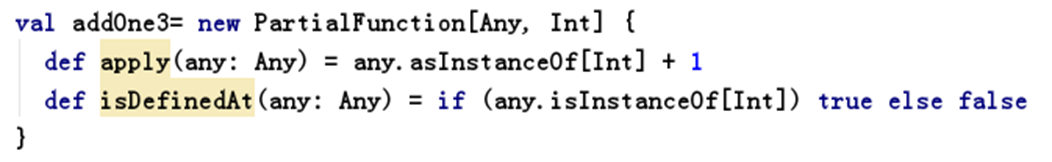 val addOne3= new PartialFunction[Any, Int] {
  def apply(any: Any) = any.asInstanceOf[Int] + 1
  def isDefinedAt(any: Any) = if (any.isInstanceOf[Int]) true else false
}